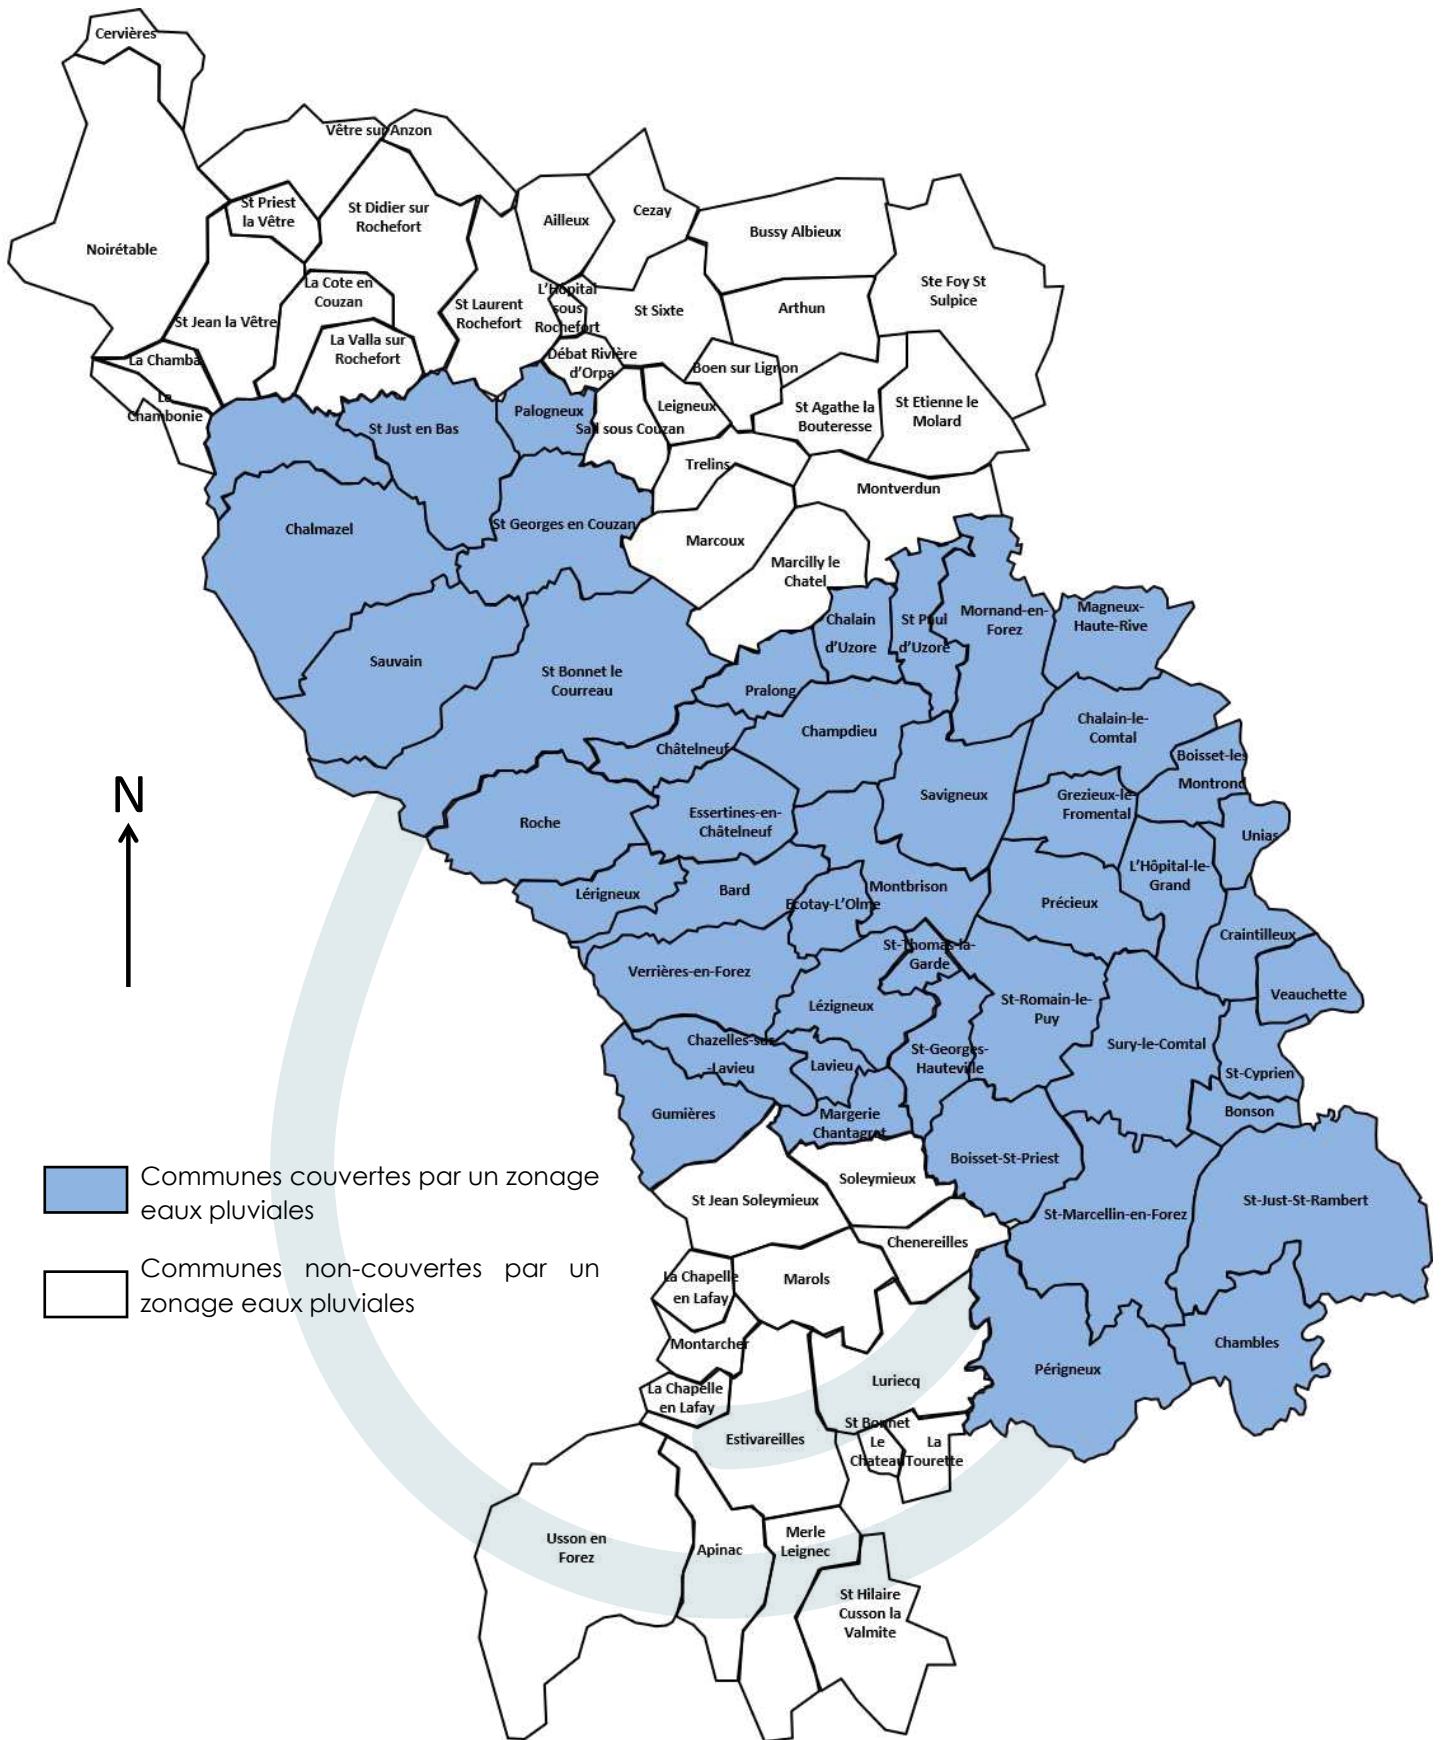 Cervières
Vêtre sur Anzon
St Priest
la Vêtre
St Didier sur
Rochefort
Ailleux
Cezay
Bussy Albieux
Noirétable
La Cote en
Couzan
St Jean la Vêtre
St Laurent
Rochefort
L'Hopital
sous
Rochefort
St Sixte
Arthun
Ste Foy St
Sulpice
La Chamba
La Valla sur
Rochefort
Débat Rivière
d'Orpa
Boen sur Lignon
La
Chambonie
St Just en Bas
Palogneux
Sail sous Couzan
Leigneux
St Agathe la
Bouteresse
St Etienne le
Molard
Trelins
Montverdun
Chalmazel
St Georges en Couzan
Marcoux
Marcilly le
Chatel
Chalain
d'Uzore
St Paul
d'Uzore
Mornand-en-
Forez
Magneux-
Haute-Rive
Sauvain
St Bonnet le
Courreau
Pralong
Châtelneuf
Champdieu
Chalain-le-
Comtal
Boisset-les
Montrond
N
Roche
Essertines-en-
Châtelneuf
Savigneux
Grezieux-le-
Fromental
Unias
Lérigneux
Bard
Ecotay-L'Olme
Montbrison
Précieux
L'Hôpital-le-
Grand
Craintilleux
Verrières-en-Forez
St-Thomas-la-
Garde
Lézigneux
St-Romain-le-
Puy
Veauchette
Chazelles-sur
-Lavieu
Lavieu
St-Georges-
Hauteville
Sury-le-Comtal
St-Cyprien
Gumières
Margerie
Chantagret
Bonson
Boisset-St-Priest
Communes couvertes par un zonage
eaux pluviales
St Jean Soleymieux
Soleymieux
St-Marcellin-en-Forez
St-Just-St-Rambert
Communes non-couvertes par un
zonage eaux pluviales
Chenereilles
La Chapelle
en Lafay
Marols
Montarcher
Luriecq
Périgneux
Chambles
La Chapelle
en Lafay
Estivareilles
St Bonnet
Le
Chateau
La
Tourette
Usson en
Forez
Apinac
Merle
Leignec
St Hilaire
Cusson la
Valmite